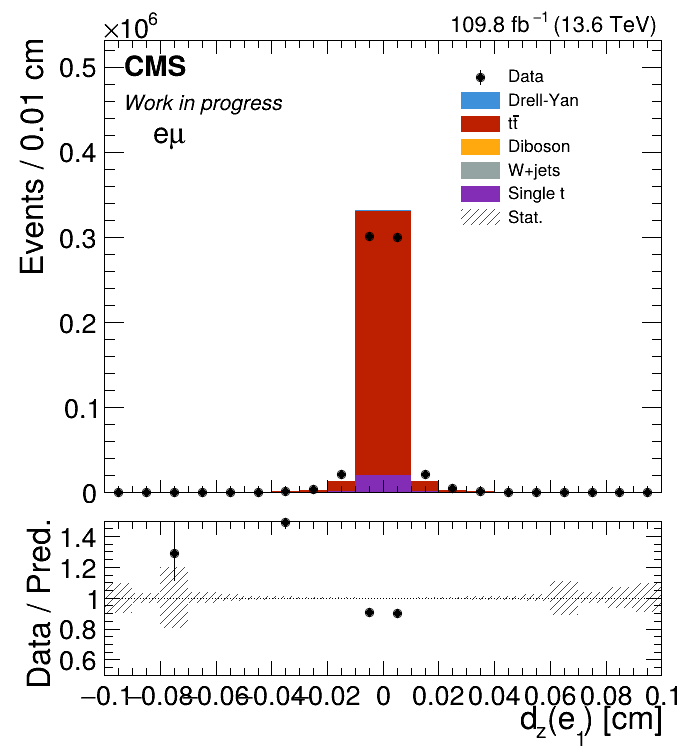 ×10⁶
109.8 fb⁻¹ (13.6 TeV)
CMS
Work in progress
eμ
Data
Drell-Yan
tt̄
Diboson
W+jets
Single t
Stat.
Events / 0.01 cm
0.5
0.4
0.3
0.2
0.1
0
Data / Pred.
1.4
1.2
1
0.8
0.6
−0.1 −0.08 −0.06 −0.04 −0.02 0 0.02 0.04 0.06 0.08 0.1
d_z(e_1) [cm]